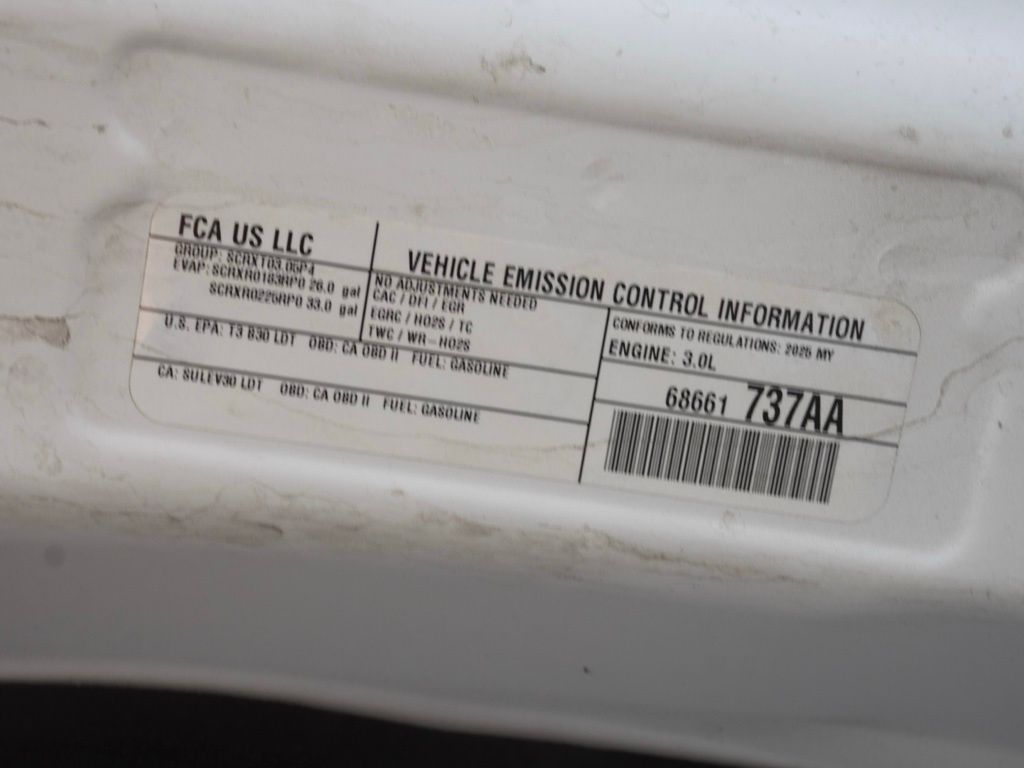 FCA US LLC
VEHICLE EMISSION CONTROL INFORMATION
GROUP: SCRXT03.05P4
EVAP: SCRXR0183RP0 26.0 gal
SCRXR0225RP0 33.0 gal
NO ADJUSTMENTS NEEDED
CAC / DFI / EGR
EGRC / HO2S / TC
TWC / WR-HO2S
CONFORMS TO REGULATIONS: 2025 MY
ENGINE: 3.0L
U.S. EPA: T3 B30 LDT OBD: CA OBD II FUEL: GASOLINE
CA: SULEV30 LDT OBD: CA OBD II FUEL: GASOLINE
68661 737AA